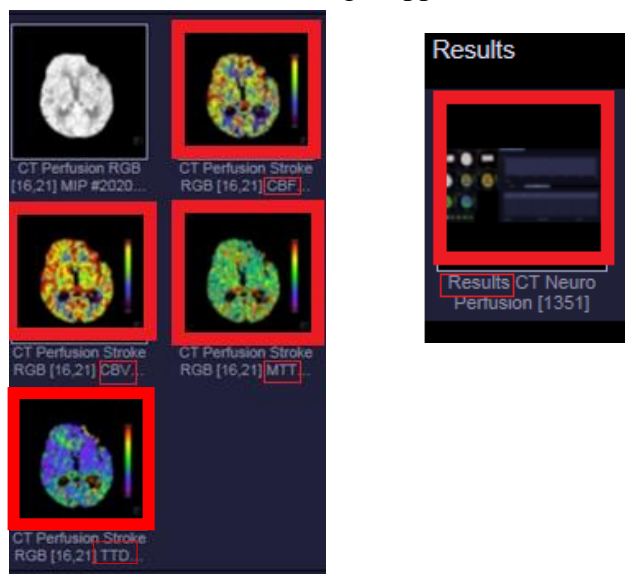 CT Perfusion RGB
[16,21] MIP #2020...
CT Perfusion Stroke
RGB [16,21] CBF...
CT Perfusion Stroke
RGB [16,21] CBV...
CT Perfusion Stroke
RGB [16,21] MTT...
CT Perfusion Stroke
RGB [16,21] TTD...
Results
Results CT Neuro
Perfusion [1351]